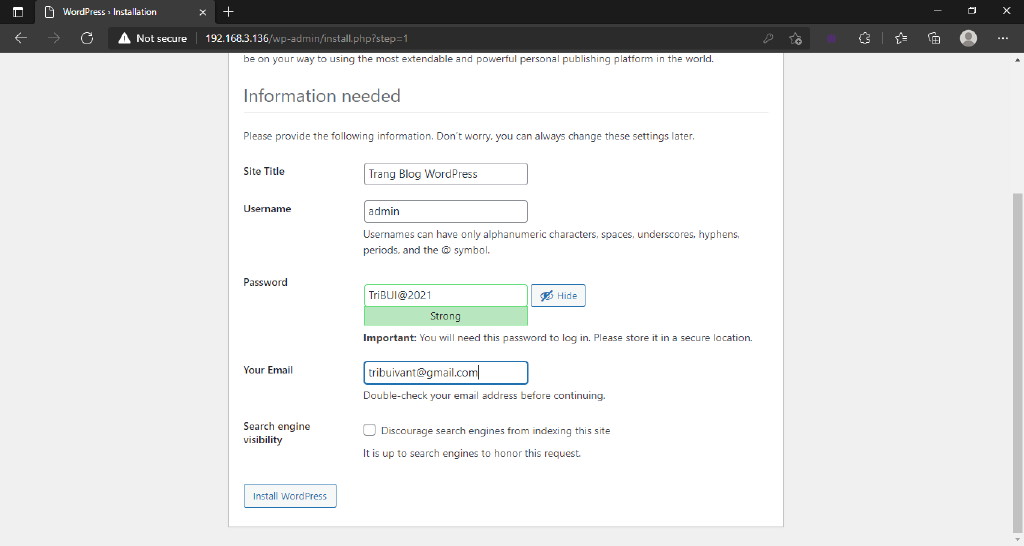 WordPress › Installation
Not secure 192.168.3.136/wp-admin/install.php?step=1
be on your way to using the most extendable and powerful personal publishing platform in the world.
Information needed
Please provide the following information. Don't worry, you can always change these settings later.
Site Title
Trang Blog WordPress
Username
admin
Usernames can have only alphanumeric characters, spaces, underscores, hyphens,
periods, and the @ symbol.
Password
TriBUI@2021
Hide
Strong
Important: You will need this password to log in. Please store it in a secure location.
Your Email
tribuivant@gmail.com
Double-check your email address before continuing.
Search engine
visibility
Discourage search engines from indexing this site
It is up to search engines to honor this request.
Install WordPress